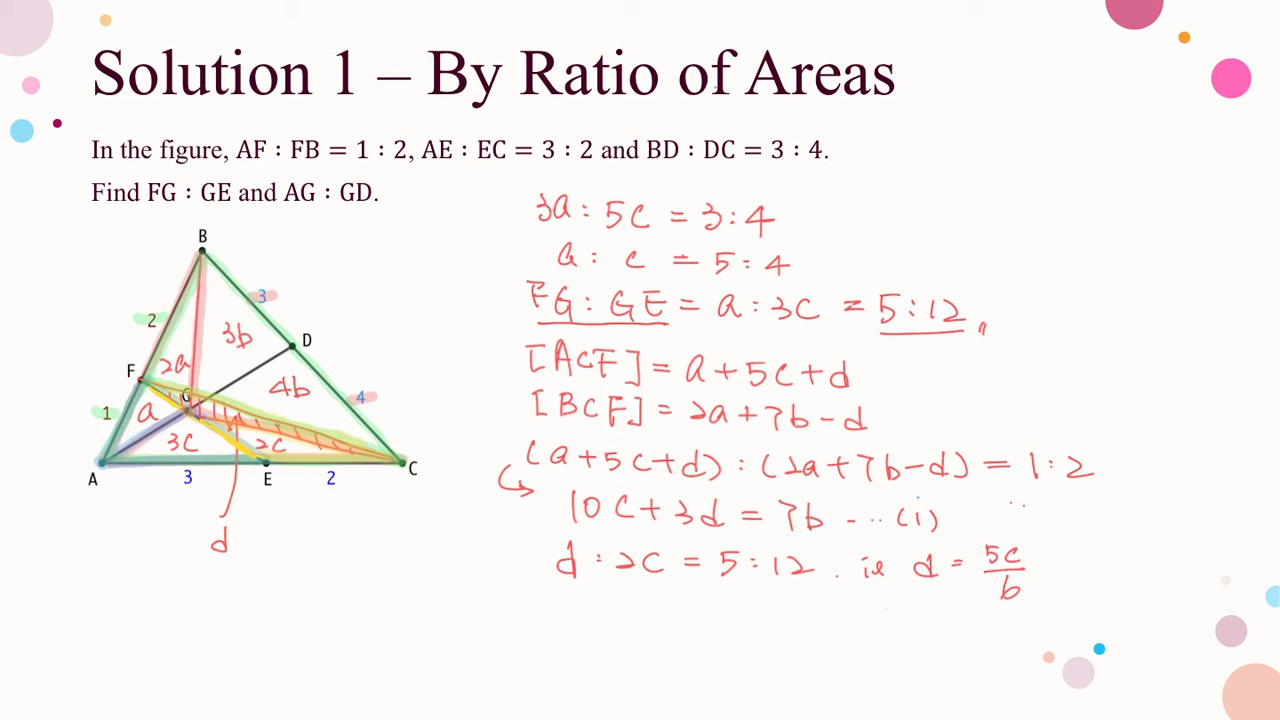 Solution 1 – By Ratio of Areas
In the figure, AF : FB = 1 : 2, AE : EC = 3 : 2 and BD : DC = 3 : 4.
Find FG : GE and AG : GD.
3a : 5c = 3 : 4
a : c = 5 : 4
FG : GE = a : 3c = 5 : 12
[ACF] = a + 5c + d
[BCF] = 2a + 7b - d
(a + 5c + d) : (2a + 7b - d) = 1 : 2
10c + 3d = 7b --·· (i)
d : 2c = 5 : 12 . ie d = 5c/6
B
3
2
3b
D
F
2a
G
4b
4
1
a
3c
2c
A
3
E
2
C
d